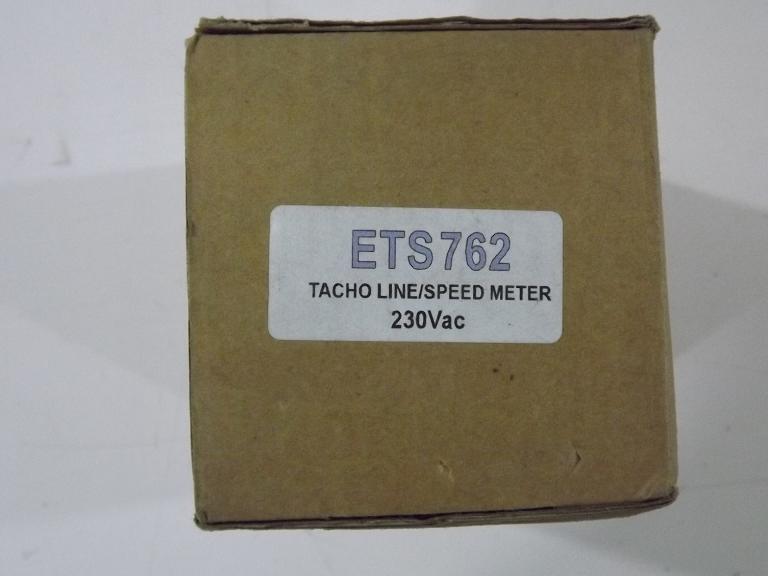 ETS762
TACHO LINE/SPEED METER
230Vac